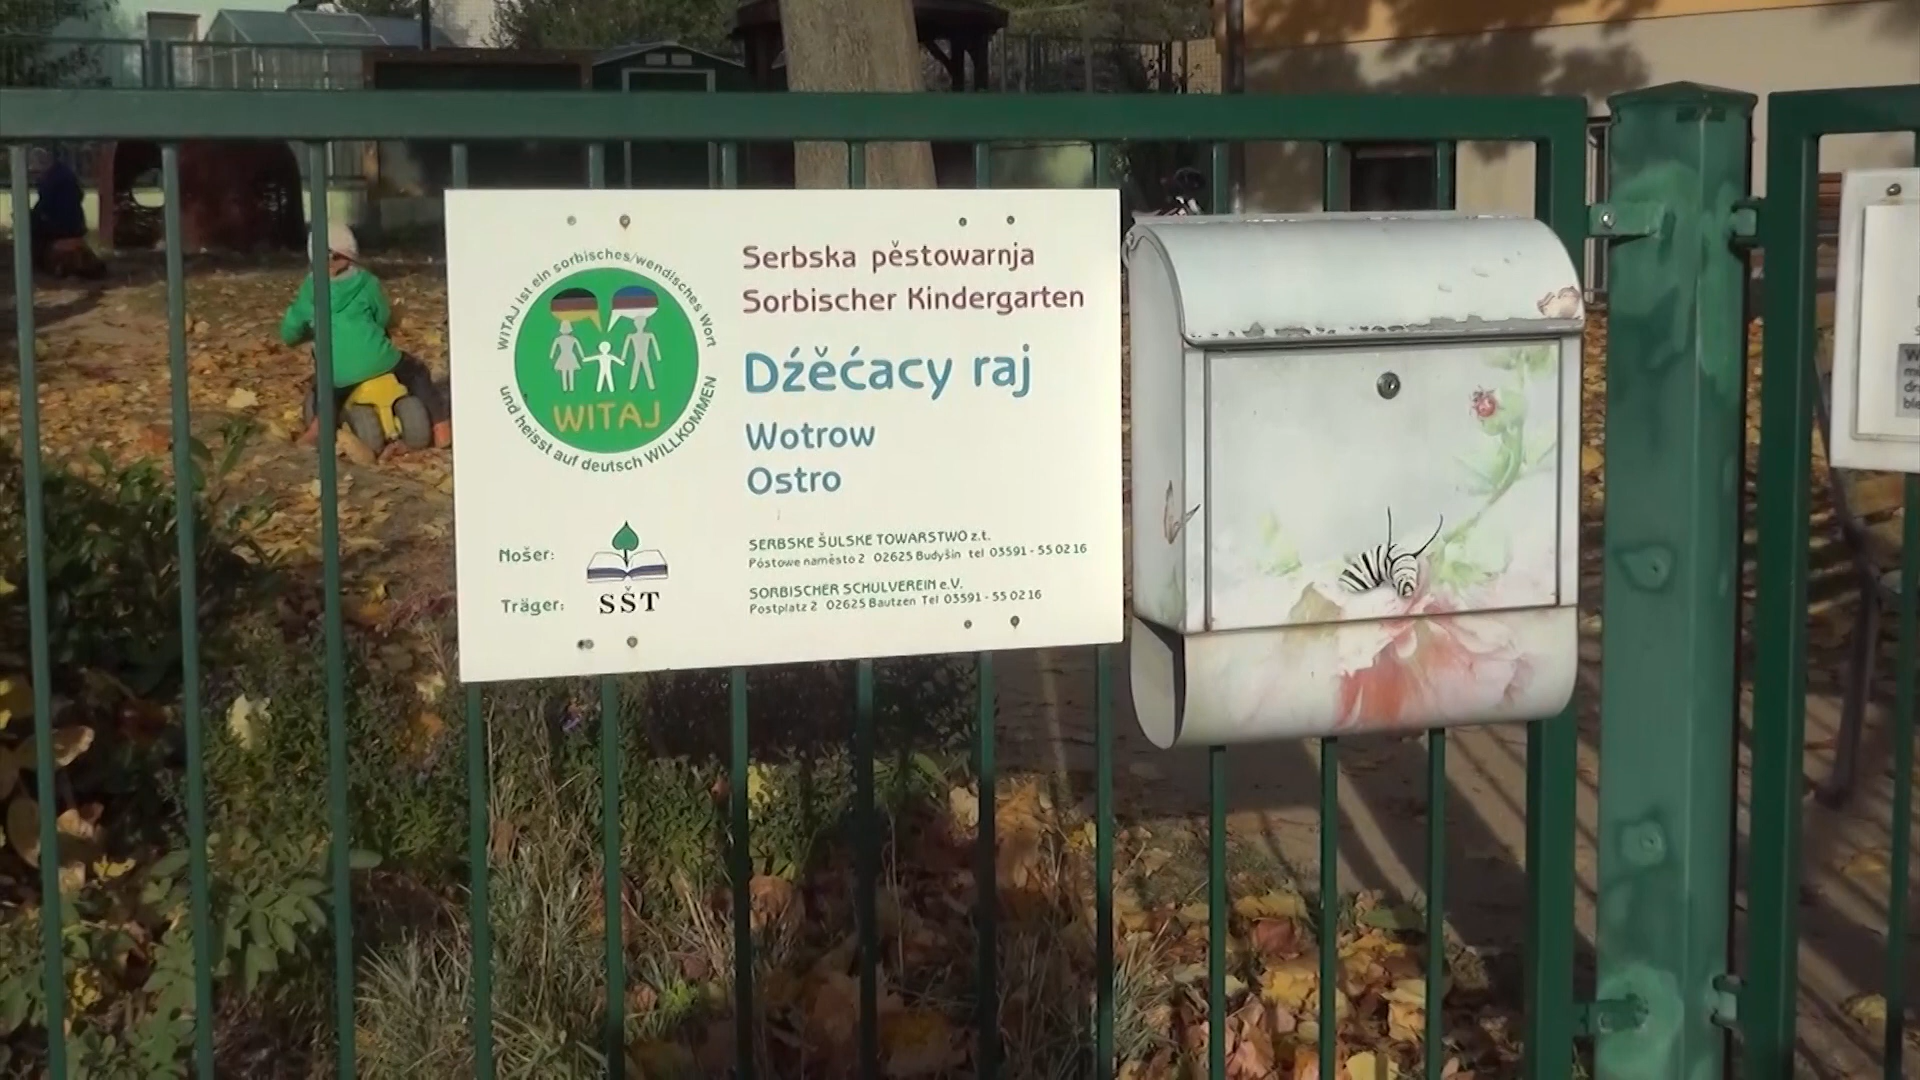 WITAJ ist ein sorbisches/wendisches Wort
und heisst auf deutsch WILLKOMMEN
WITAJ
Serbska pěstowarnja
Sorbischer Kindergarten
Dźěćacy raj
Wotrow
Ostro
Nošer:
Träger:
SŠT
SERBSKE ŠULSKE TOWARSTWO z.t.
Póstowe naměsto 2 02625 Budyšin tel 03591 - 55 02 16
SORBISCHER SCHULVEREIN e.V.
Postplatz 2 02625 Bautzen Tel 03591 - 55 02 16